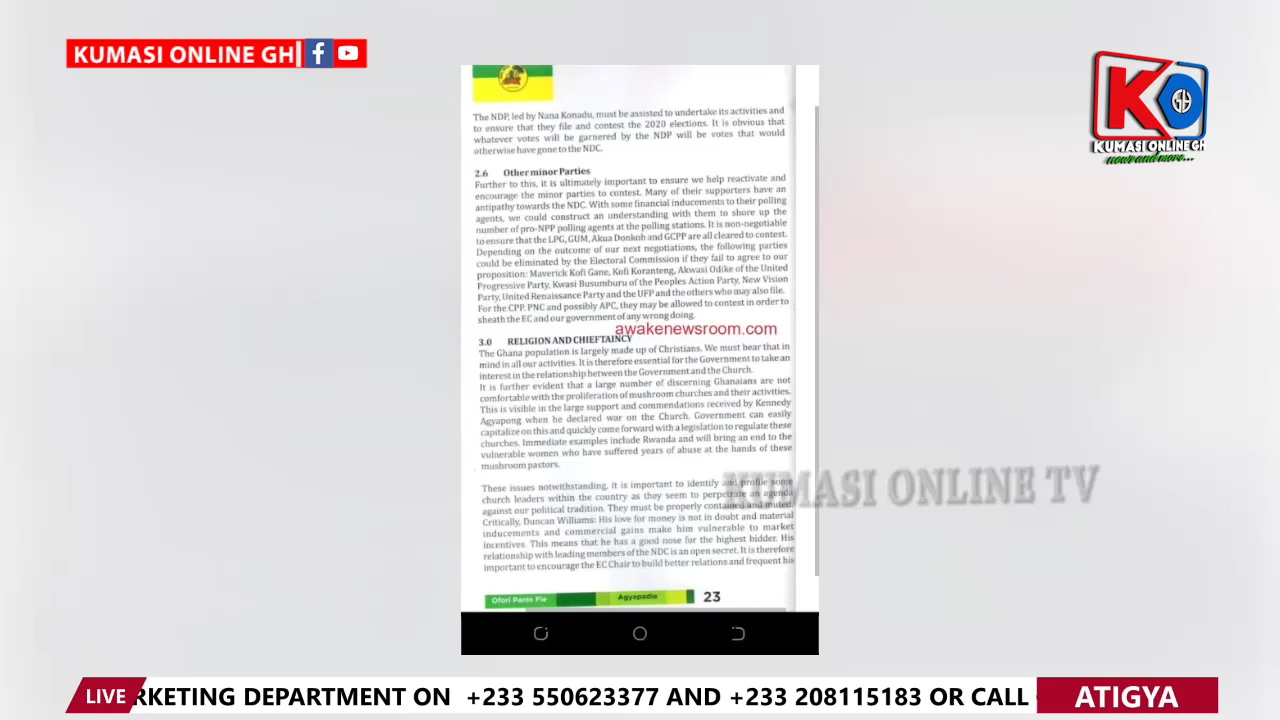 KUMASI ONLINE GH
KO
GH
KUMASI ONLINE GH
news and more...
The NDP, led by Nana Konadu, must be assisted to undertake its activities and
to ensure that they file and contest the 2020 elections. It is obvious that
whatever votes will be garnered by the NDP will be votes that would
otherwise have gone to the NDC.
2.6 Other minor Parties
Further to this, it is ultimately important to ensure we help reactivate and
encourage the minor parties to contest. Many of their supporters have an
antipathy towards the NDC. With some financial inducements to their polling
agents, we could construct an understanding with them to shore up the
number of pro-NPP polling agents at the polling stations. It is non-negotiable
to ensure that the LPG, GUM, Akua Donkoh and GCPP are all cleared to contest.
Depending on the outcome of our next negotiations, the following parties
could be eliminated by the Electoral Commission if they fail to agree to our
proposition: Maverick Kofi Gane, Kofi Koranteng, Akwasi Odike of the United
Progressive Party, Kwasi Busumburu of the Peoples Action Party, New Vision
Party, United Renaissance Party and the UFP and the others who may also file.
For the CPP. PNC and possibly APC, they may be allowed to contest in order to
sheath the EC and our government of any wrong doing.
awakenewsroom.com
3.0 RELIGION AND CHIEFTAINCY
The Ghana population is largely made up of Christians. We must bear that in
mind in all our activities. It is therefore essential for the Government to take an
interest in the relationship between the Government and the Church.
It is further evident that a large number of discerning Ghanaians are not
comfortable with the proliferation of mushroom churches and their activities.
This is visible in the large support and commendations received by Kennedy
Agyapong when he declared war on the Church. Government can easily
capitalize on this and quickly come forward with a legislation to regulate these
churches. Immediate examples include Rwanda and will bring an end to the
vulnerable women who have suffered years of abuse at the hands of these
mushroom pastors.
These issues notwithstanding, it is important to identify and profile some
church leaders within the country as they seem to perpetrate an agenda
against our political tradition. They must be properly contained and muted.
Critically, Duncan Williams: His love for money is not in doubt and material
inducements and commercial gains make him vulnerable to market
incentives. This means that he has a good nose for the highest bidder. His
relationship with leading members of the NDC is an open secret. It is therefore
important to encourage the EC Chair to build better relations and frequent his
KUMASI ONLINE TV
Ofori Panin Fie Agyapadie 23
LIVE RKETING DEPARTMENT ON +233 550623377 AND +233 208115183 OR CALL
ATIGYA